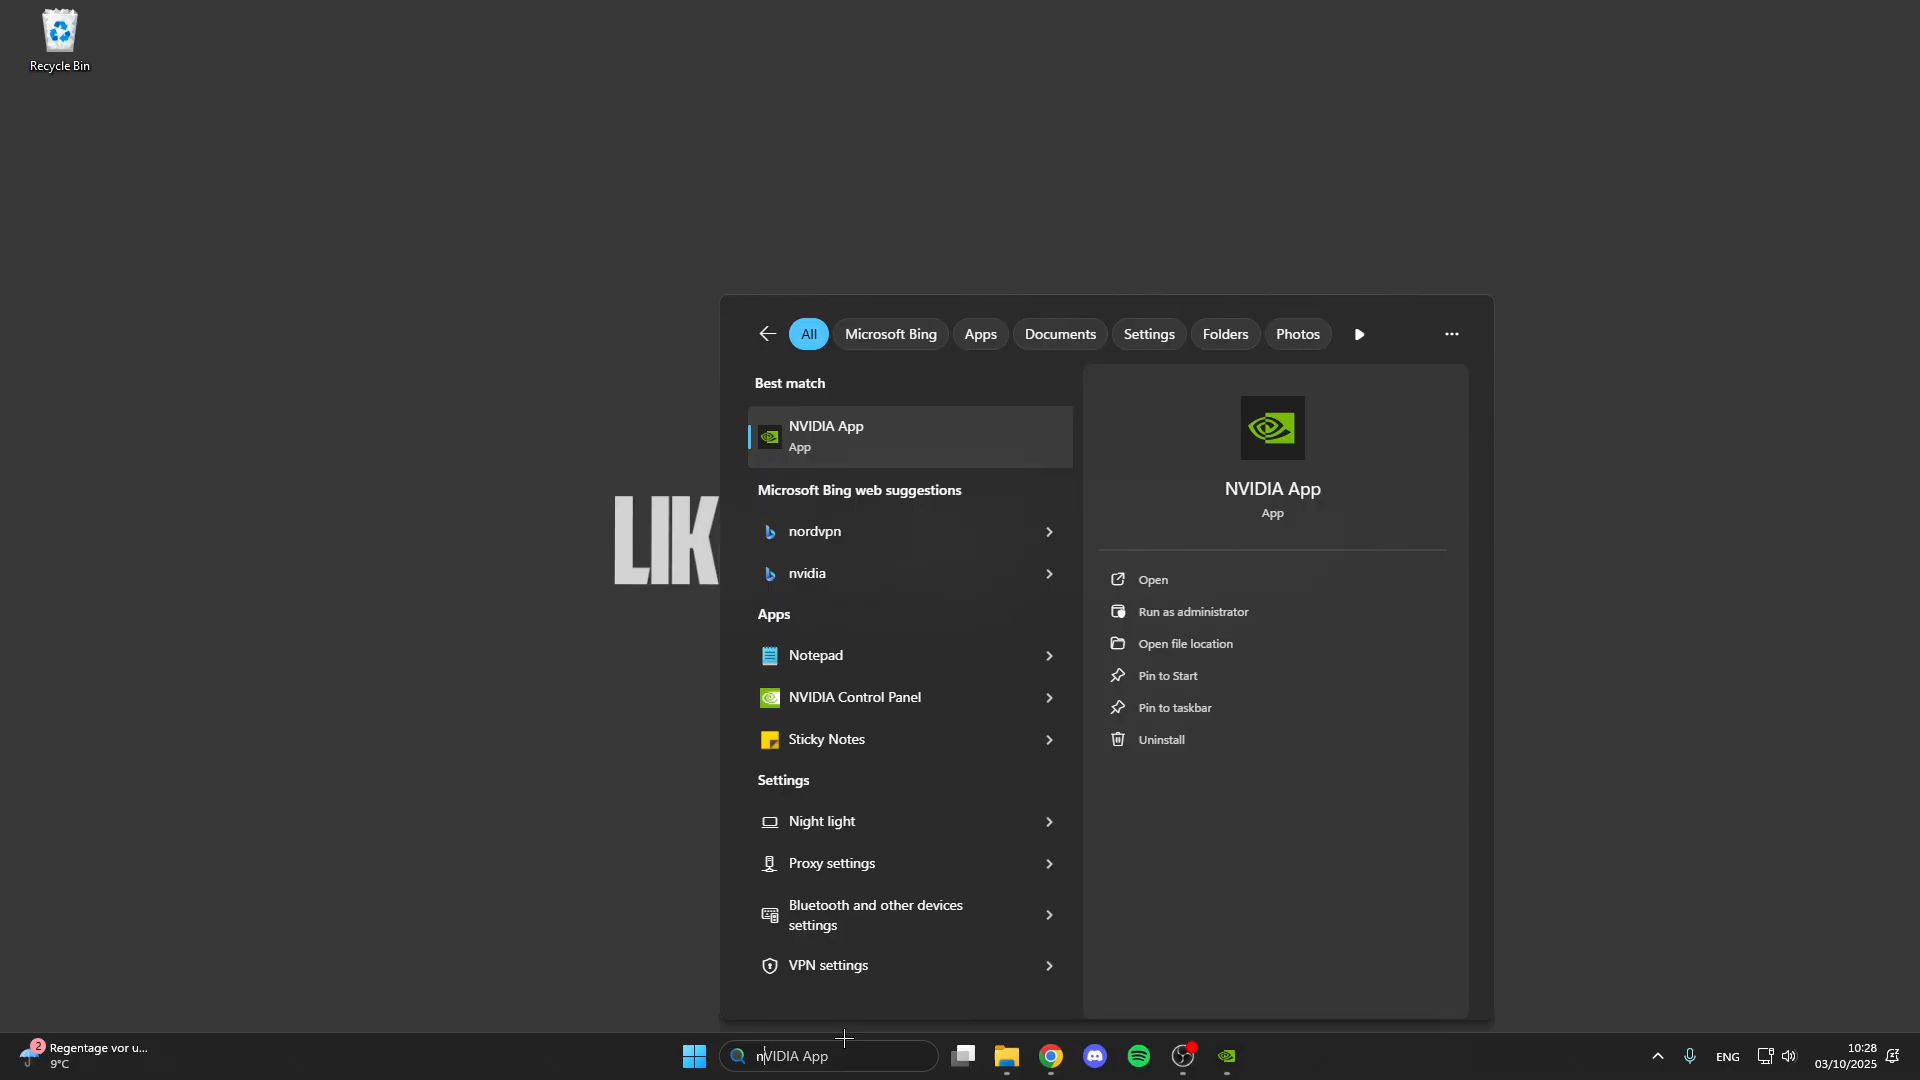 Recycle Bin
All
Microsoft Bing
Apps
Documents
Settings
Folders
Photos
Best match
NVIDIA App
App
Microsoft Bing web suggestions
nordvpn
nvidia
Apps
Notepad
NVIDIA Control Panel
Sticky Notes
Settings
Night light
Proxy settings
Bluetooth and other devices
settings
VPN settings
NVIDIA App
App
Open
Run as administrator
Open file location
Pin to Start
Pin to taskbar
Uninstall
LIK
2
Regentage vor u...
9°C
nVIDIA App
ENG
10:28
03/10/2025